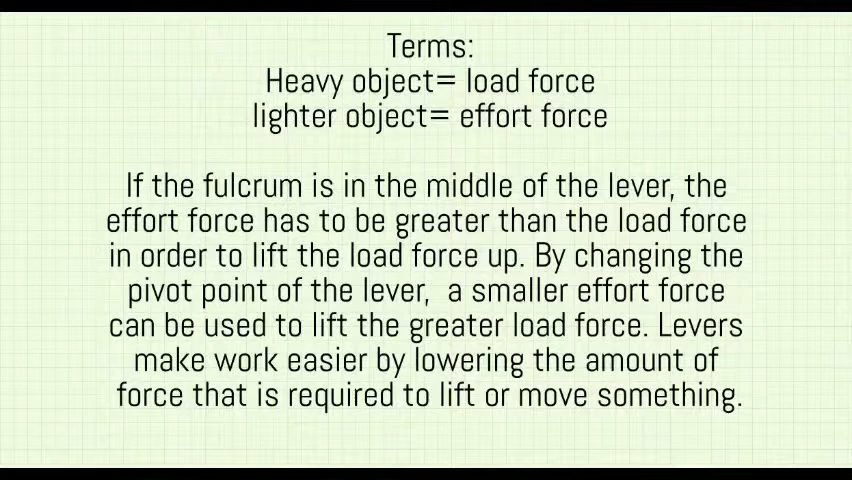 Terms:
Heavy object= load force
lighter object= effort force
If the fulcrum is in the middle of the lever, the
effort force has to be greater than the load force
in order to lift the load force up. By changing the
pivot point of the lever, a smaller effort force
can be used to lift the greater load force. Levers
make work easier by lowering the amount of
force that is required to lift or move something.